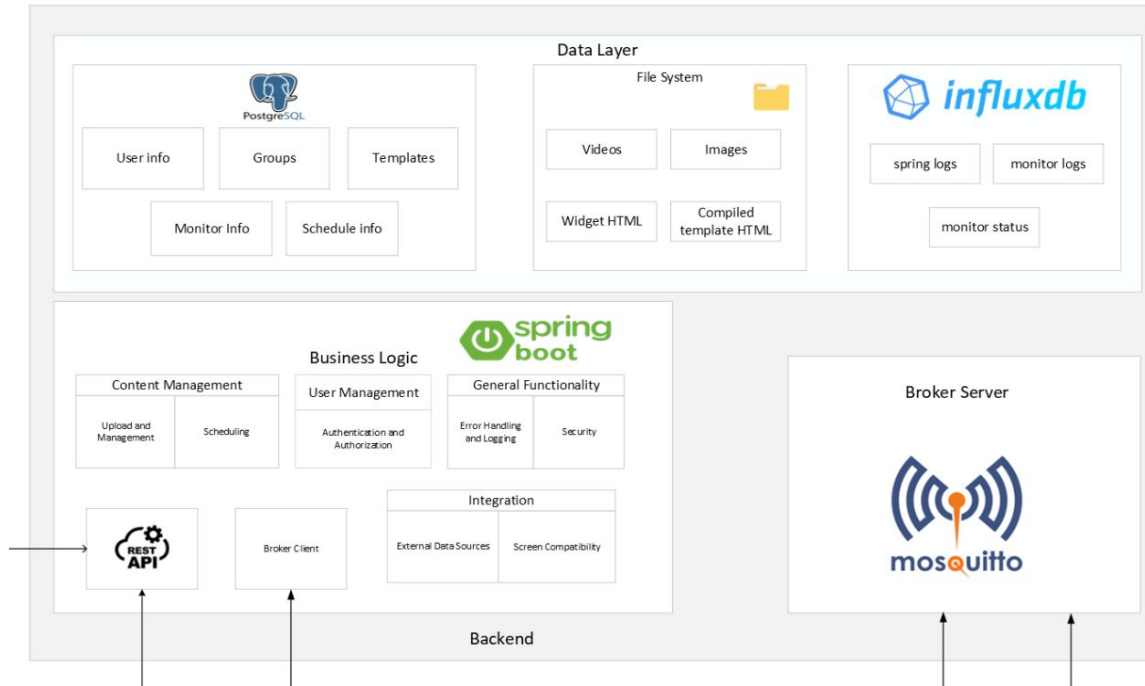 Data Layer
PostgreSQL
User info
Groups
Templates
Monitor Info
Schedule info
File System
Videos
Images
Widget HTML
Compiled
template HTML
influxdb
spring logs
monitor logs
monitor status
spring
boot
Business Logic
Content Management
Upload and
Management
Scheduling
User Management
Authentication and
Authorization
General Functionality
Error Handling
and Logging
Security
REST
API
Broker Client
Integration
External Data Sources
Screen Compatibility
Broker Server
mosquitto
Backend